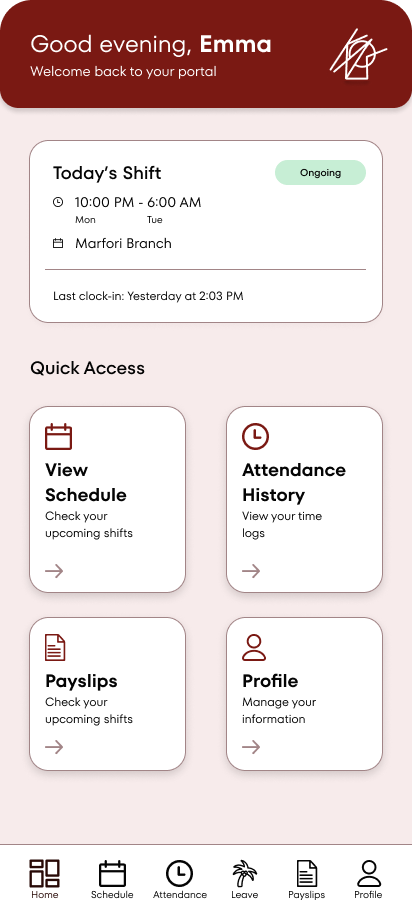 Good evening, Emma
Welcome back to your portal
Today's Shift
Ongoing
10:00 PM - 6:00 AM
Mon Tue
Marfori Branch
Last clock-in: Yesterday at 2:03 PM
Quick Access
View
Schedule
Check your
upcoming shifts
Attendance
History
View your time
logs
Payslips
Check your
upcoming shifts
Profile
Manage your
information
Home Schedule Attendance Leave Payslips Profile